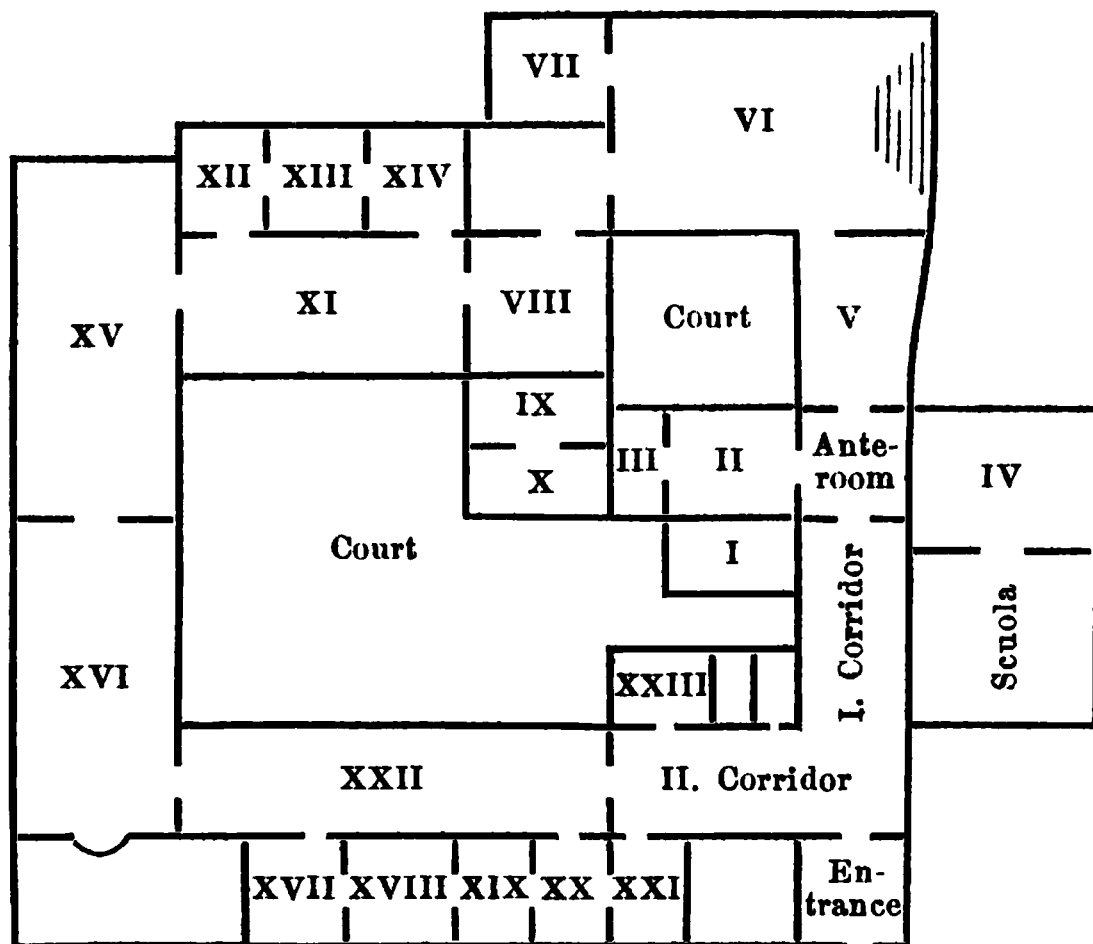 VII
VI
XII XIII XIV
XI
VIII
Court
V
XV
IX
III
II
Ante-
room
IV
X
Court
I
I. Corridor
Scuola
XVI
XXIII
XXII
II. Corridor
XVII XVIII XIX XX XXI
En-
trance